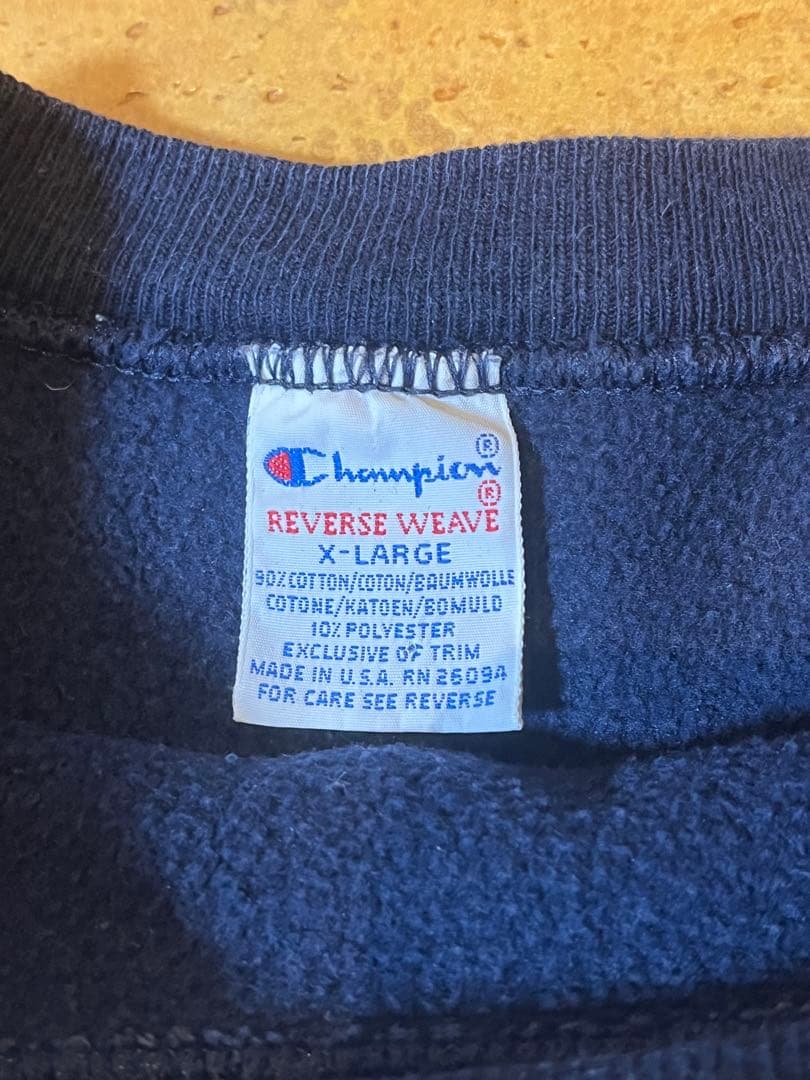 Champion®
REVERSE WEAVE®
X-LARGE
90% COTTON/COTON/BAUMWOLLE
COTONE/KATOEN/BOMULD
10% POLYESTER
EXCLUSIVE OF TRIM
MADE IN U.S.A. RN 26094
FOR CARE SEE REVERSE